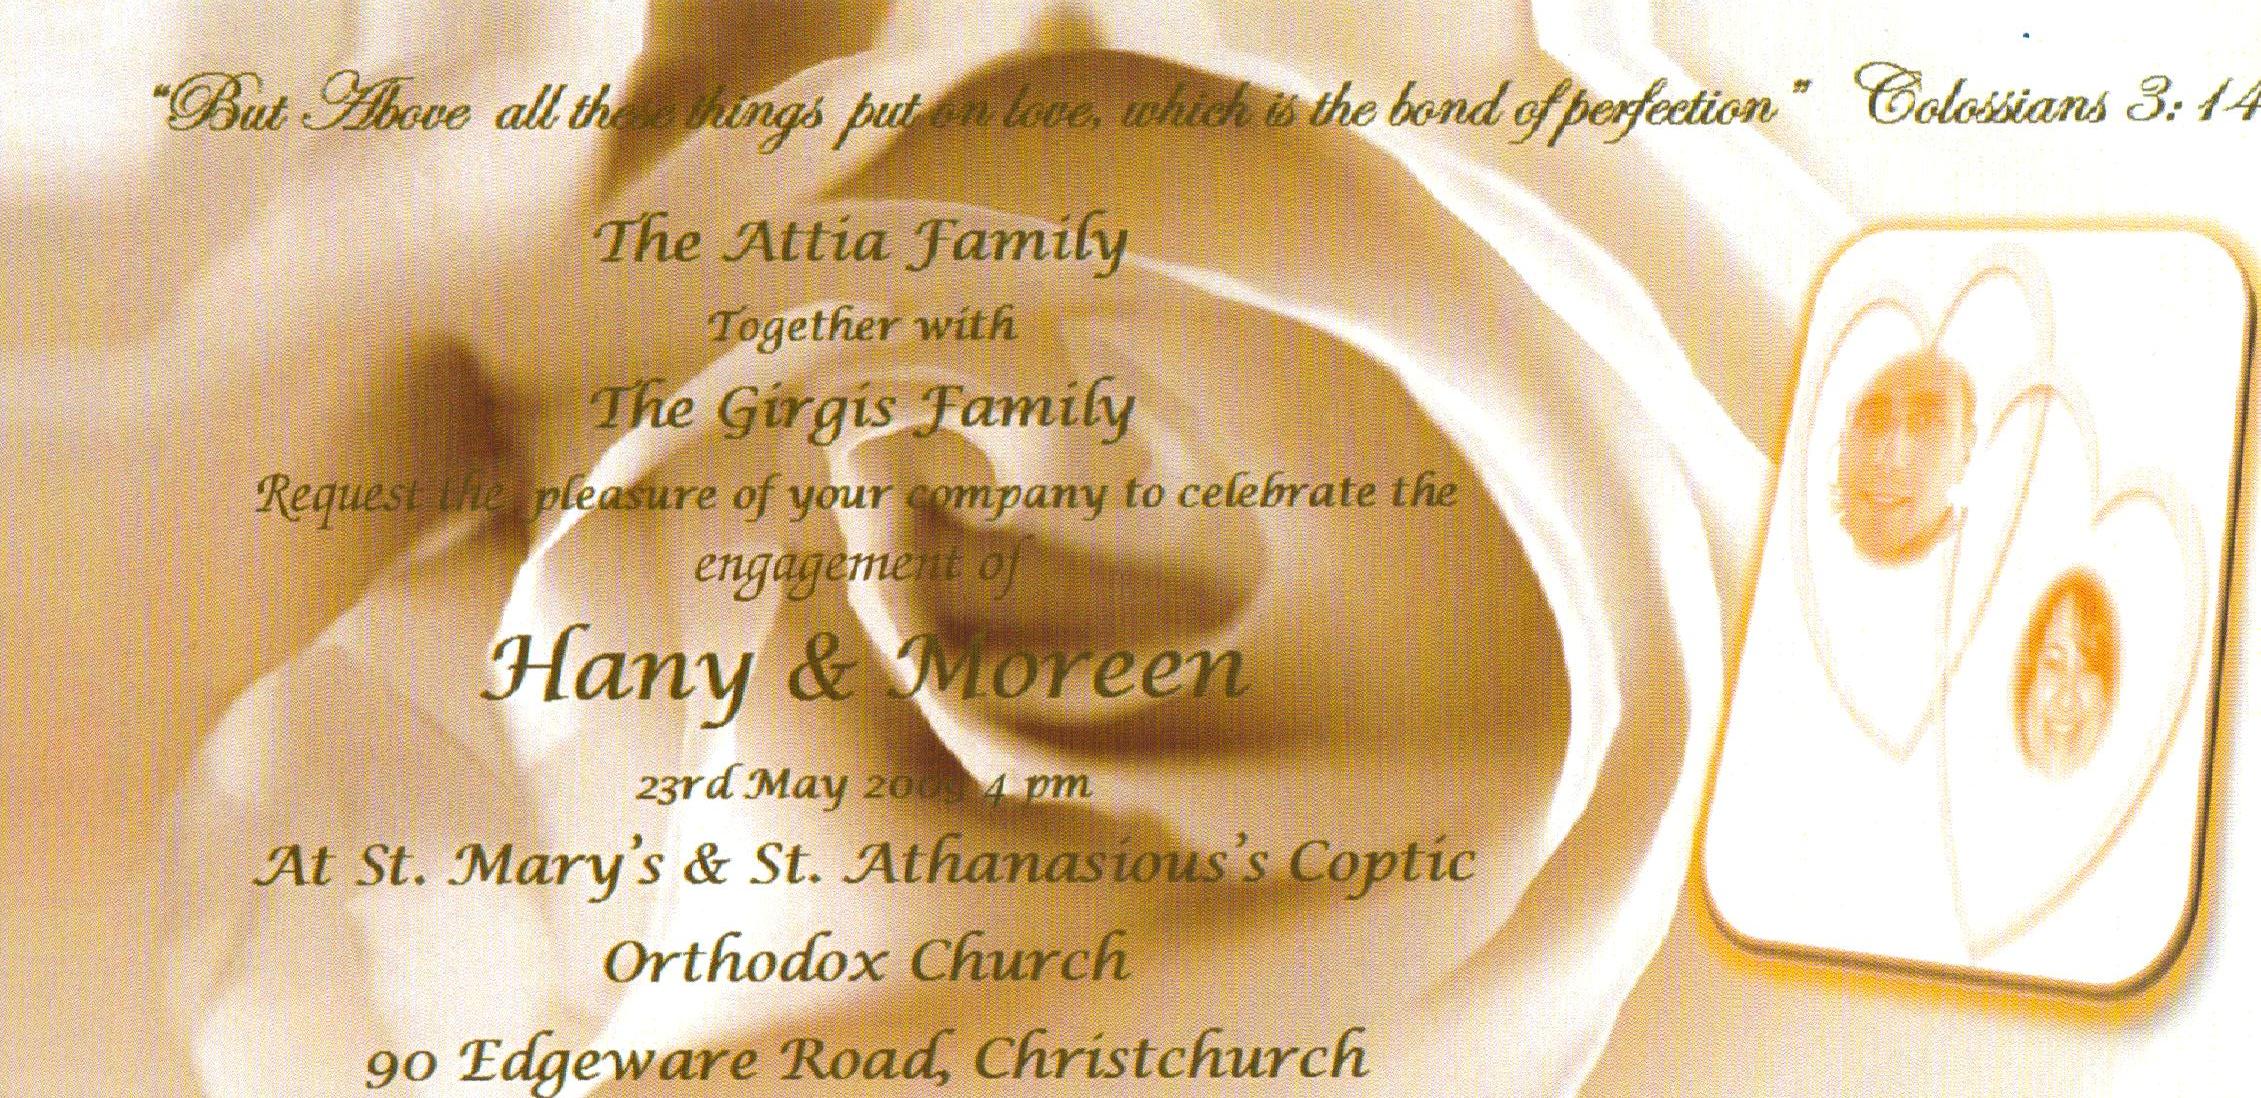 "But Above all these things put on love, which is the bond of perfection" Colossians 3: 14
The Attia Family
Together with
The Girgis Family
Request the pleasure of your company to celebrate the
engagement of
Hany & Moreen
23rd May 2009 4 pm
At St. Mary's & St. Athanasious's Coptic
Orthodox Church
90 Edgeware Road, Christchurch